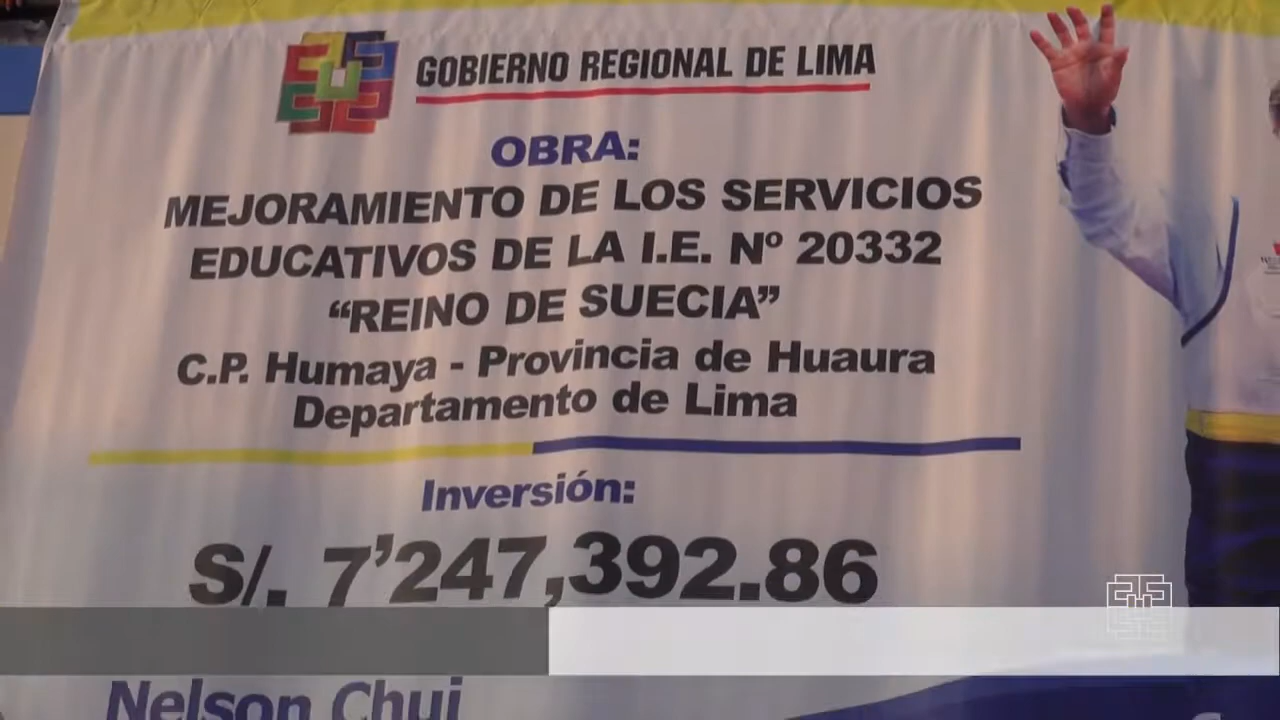 GOBIERNO REGIONAL DE LIMA
OBRA:
MEJORAMIENTO DE LOS SERVICIOS
EDUCATIVOS DE LA I.E. Nº 20332
“REINO DE SUECIA”
C.P. Humaya - Provincia de Huaura
Departamento de Lima
Inversión:
S/. 7’247,392.86
Nelson Chui